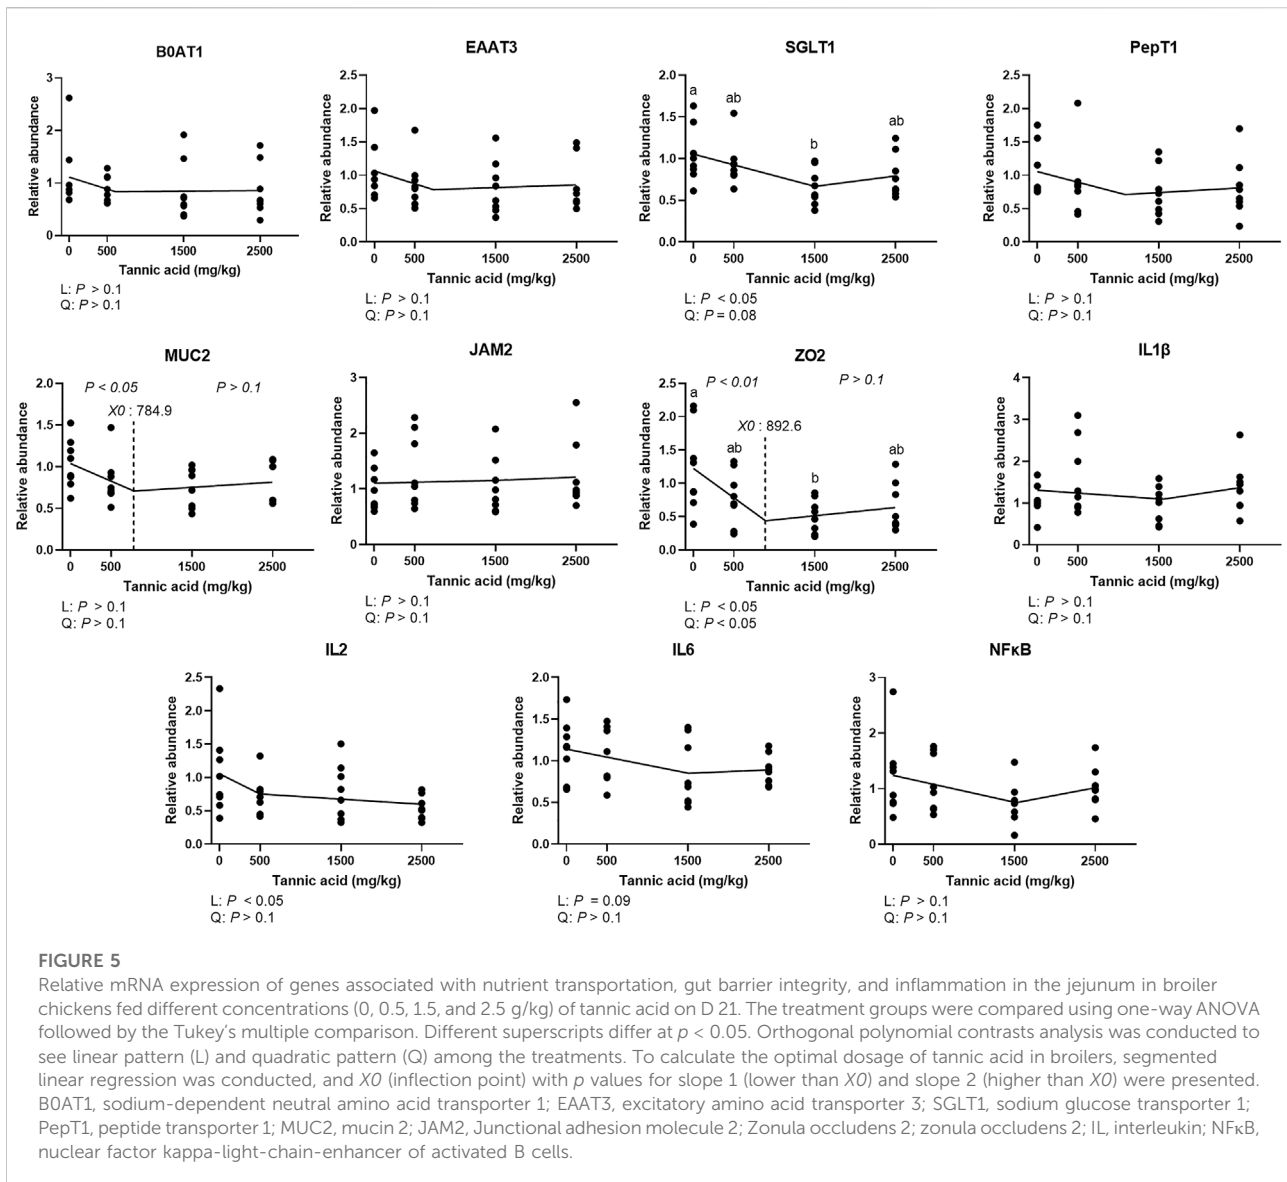 B0AT1
EAAT3
SGLT1
PepT1
Relative abundance
3
2
1
0
0 500 1500 2500
Tannic acid (mg/kg)
L: P > 0.1
Q: P > 0.1
Relative abundance
2.5
2.0
1.5
1.0
0.5
0.0
0 500 1500 2500
Tannic acid (mg/kg)
L: P > 0.1
Q: P > 0.1
Relative abundance
2.0
1.5
1.0
0.5
0.0
a
ab
b
ab
0 500 1500 2500
Tannic acid (mg/kg)
L: P < 0.05
Q: P = 0.08
Relative abundance
2.5
2.0
1.5
1.0
0.5
0.0
0 500 1500 2500
Tannic acid (mg/kg)
L: P > 0.1
Q: P > 0.1
MUC2
JAM2
ZO2
IL1β
Relative abundance
2.0
1.5
1.0
0.5
0.0
P < 0.05 P > 0.1
X0 : 784.9
0 500 1500 2500
Tannic acid (mg/kg)
L: P > 0.1
Q: P > 0.1
Relative abundance
3
2
1
0
0 500 1500 2500
Tannic acid (mg/kg)
L: P > 0.1
Q: P > 0.1
Relative abundance
2.5
2.0
1.5
1.0
0.5
0.0
P < 0.01 P > 0.1
a
X0 : 892.6
ab
b
ab
0 500 1500 2500
Tannic acid (mg/kg)
L: P < 0.05
Q: P < 0.05
Relative abundance
4
3
2
1
0
0 500 1500 2500
Tannic acid (mg/kg)
L: P > 0.1
Q: P > 0.1
IL2
IL6
NFκB
Relative abundance
2.5
2.0
1.5
1.0
0.5
0.0
0 500 1500 2500
Tannic acid (mg/kg)
L: P < 0.05
Q: P > 0.1
Relative abundance
2.0
1.5
1.0
0.5
0.0
0 500 1500 2500
Tannic acid (mg/kg)
L: P = 0.09
Q: P > 0.1
Relative abundance
3
2
1
0
0 500 1500 2500
Tannic acid (mg/kg)
L: P > 0.1
Q: P > 0.1
FIGURE 5
Relative mRNA expression of genes associated with nutrient transportation, gut barrier integrity, and inflammation in the jejunum in broiler
chickens fed different concentrations (0, 0.5, 1.5, and 2.5 g/kg) of tannic acid on D 21. The treatment groups were compared using one-way ANOVA
followed by the Tukey's multiple comparison. Different superscripts differ at p < 0.05. Orthogonal polynomial contrasts analysis was conducted to
see linear pattern (L) and quadratic pattern (Q) among the treatments. To calculate the optimal dosage of tannic acid in broilers, segmented
linear regression was conducted, and X0 (inflection point) with p values for slope 1 (lower than X0) and slope 2 (higher than X0) were presented.
B0AT1, sodium-dependent neutral amino acid transporter 1; EAAT3, excitatory amino acid transporter 3; SGLT1, sodium glucose transporter 1;
PepT1, peptide transporter 1; MUC2, mucin 2; JAM2, Junctional adhesion molecule 2; Zonula occludens 2; zonula occludens 2; IL, interleukin; NFκB,
nuclear factor kappa-light-chain-enhancer of activated B cells.